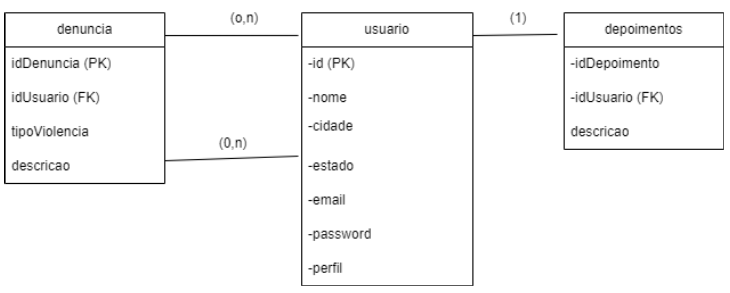 denuncia
idDenuncia (PK)
idUsuario (FK)
tipoViolencia
descricao
(o,n)
(0,n)
usuario
-id (PK)
-nome
-cidade
-estado
-email
-password
-perfil
(1)
depoimentos
-idDepoimento
-idUsuario (FK)
descricao